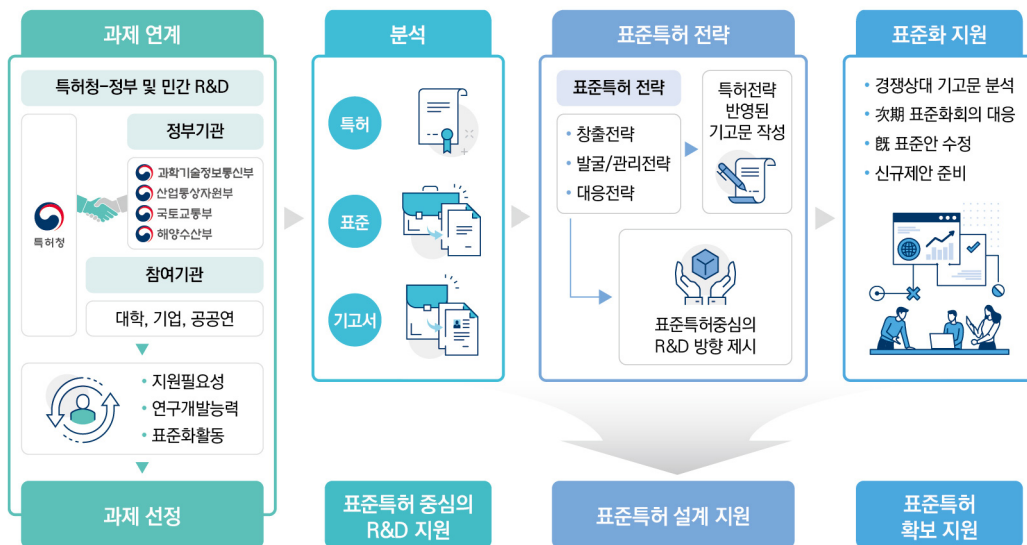 과제 연계
특허청-정부 및 민간 R&D
정부기관
과학기술정보통신부
산업통상자원부
국토교통부
해양수산부
특허청
참여기관
대학, 기업, 공공연
• 지원필요성
• 연구개발능력
• 표준화활동
과제 선정
분석
특허
표준
기고서
표준특허 중심의
R&D 지원
표준특허 전략
표준특허 전략
• 창출전략
• 발굴/관리전략
• 대응전략
특허전략
반영된
기고문 작성
표준특허중심의
R&D 방향 제시
표준특허 설계 지원
표준화 지원
• 경쟁상대 기고문 분석
• 次期 표준화회의 대응
• 旣 표준안 수정
• 신규제안 준비
표준특허
확보 지원